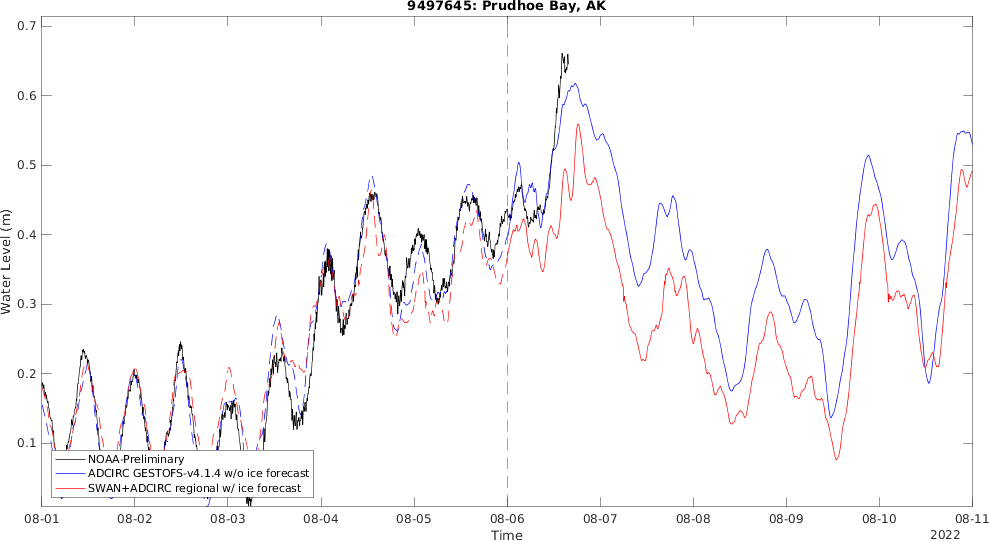 9497645: Prudhoe Bay, AK
0.7
0.6
0.5
0.4
0.3
0.2
0.1
Water Level (m)
NOAA-Preliminary
ADCIRC GESTOFS-v4.1.4 w/o ice forecast
SWAN+ADCIRC regional w/ ice forecast
08-01 08-02 08-03 08-04 08-05 08-06 08-07 08-08 08-09 08-10 08-11
Time
2022